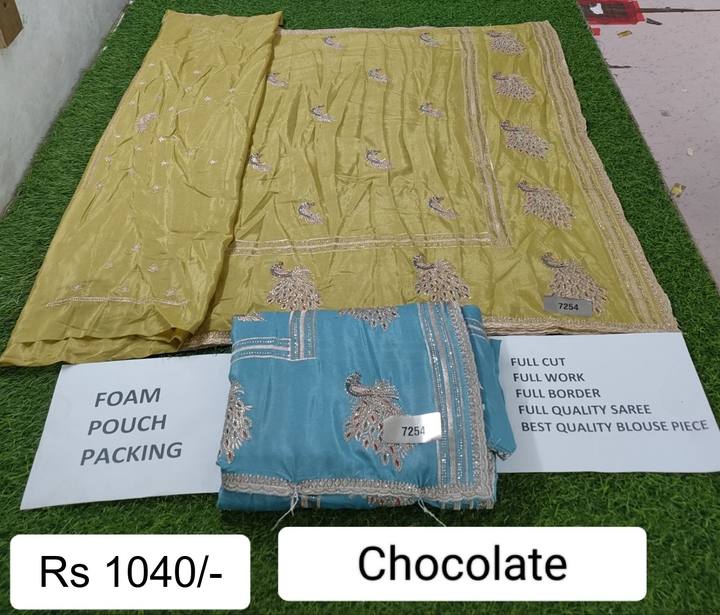 7254
7254
FOAM
POUCH
PACKING
FULL CUT
FULL WORK
FULL BORDER
FULL QUALITY SAREE
BEST QUALITY BLOUSE PIECE
Rs 1040/-
Chocolate